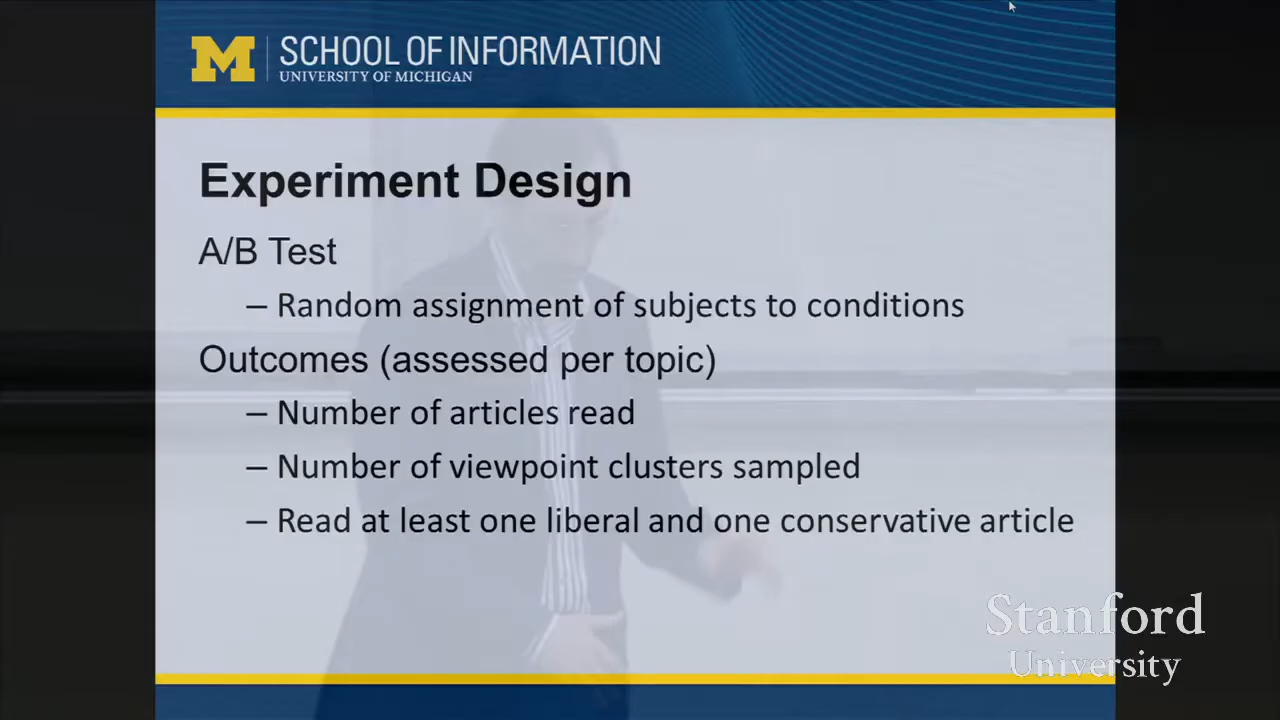 M SCHOOL OF INFORMATION
UNIVERSITY OF MICHIGAN
Experiment Design
A/B Test
– Random assignment of subjects to conditions
Outcomes (assessed per topic)
– Number of articles read
– Number of viewpoint clusters sampled
– Read at least one liberal and one conservative article
Stanford
University